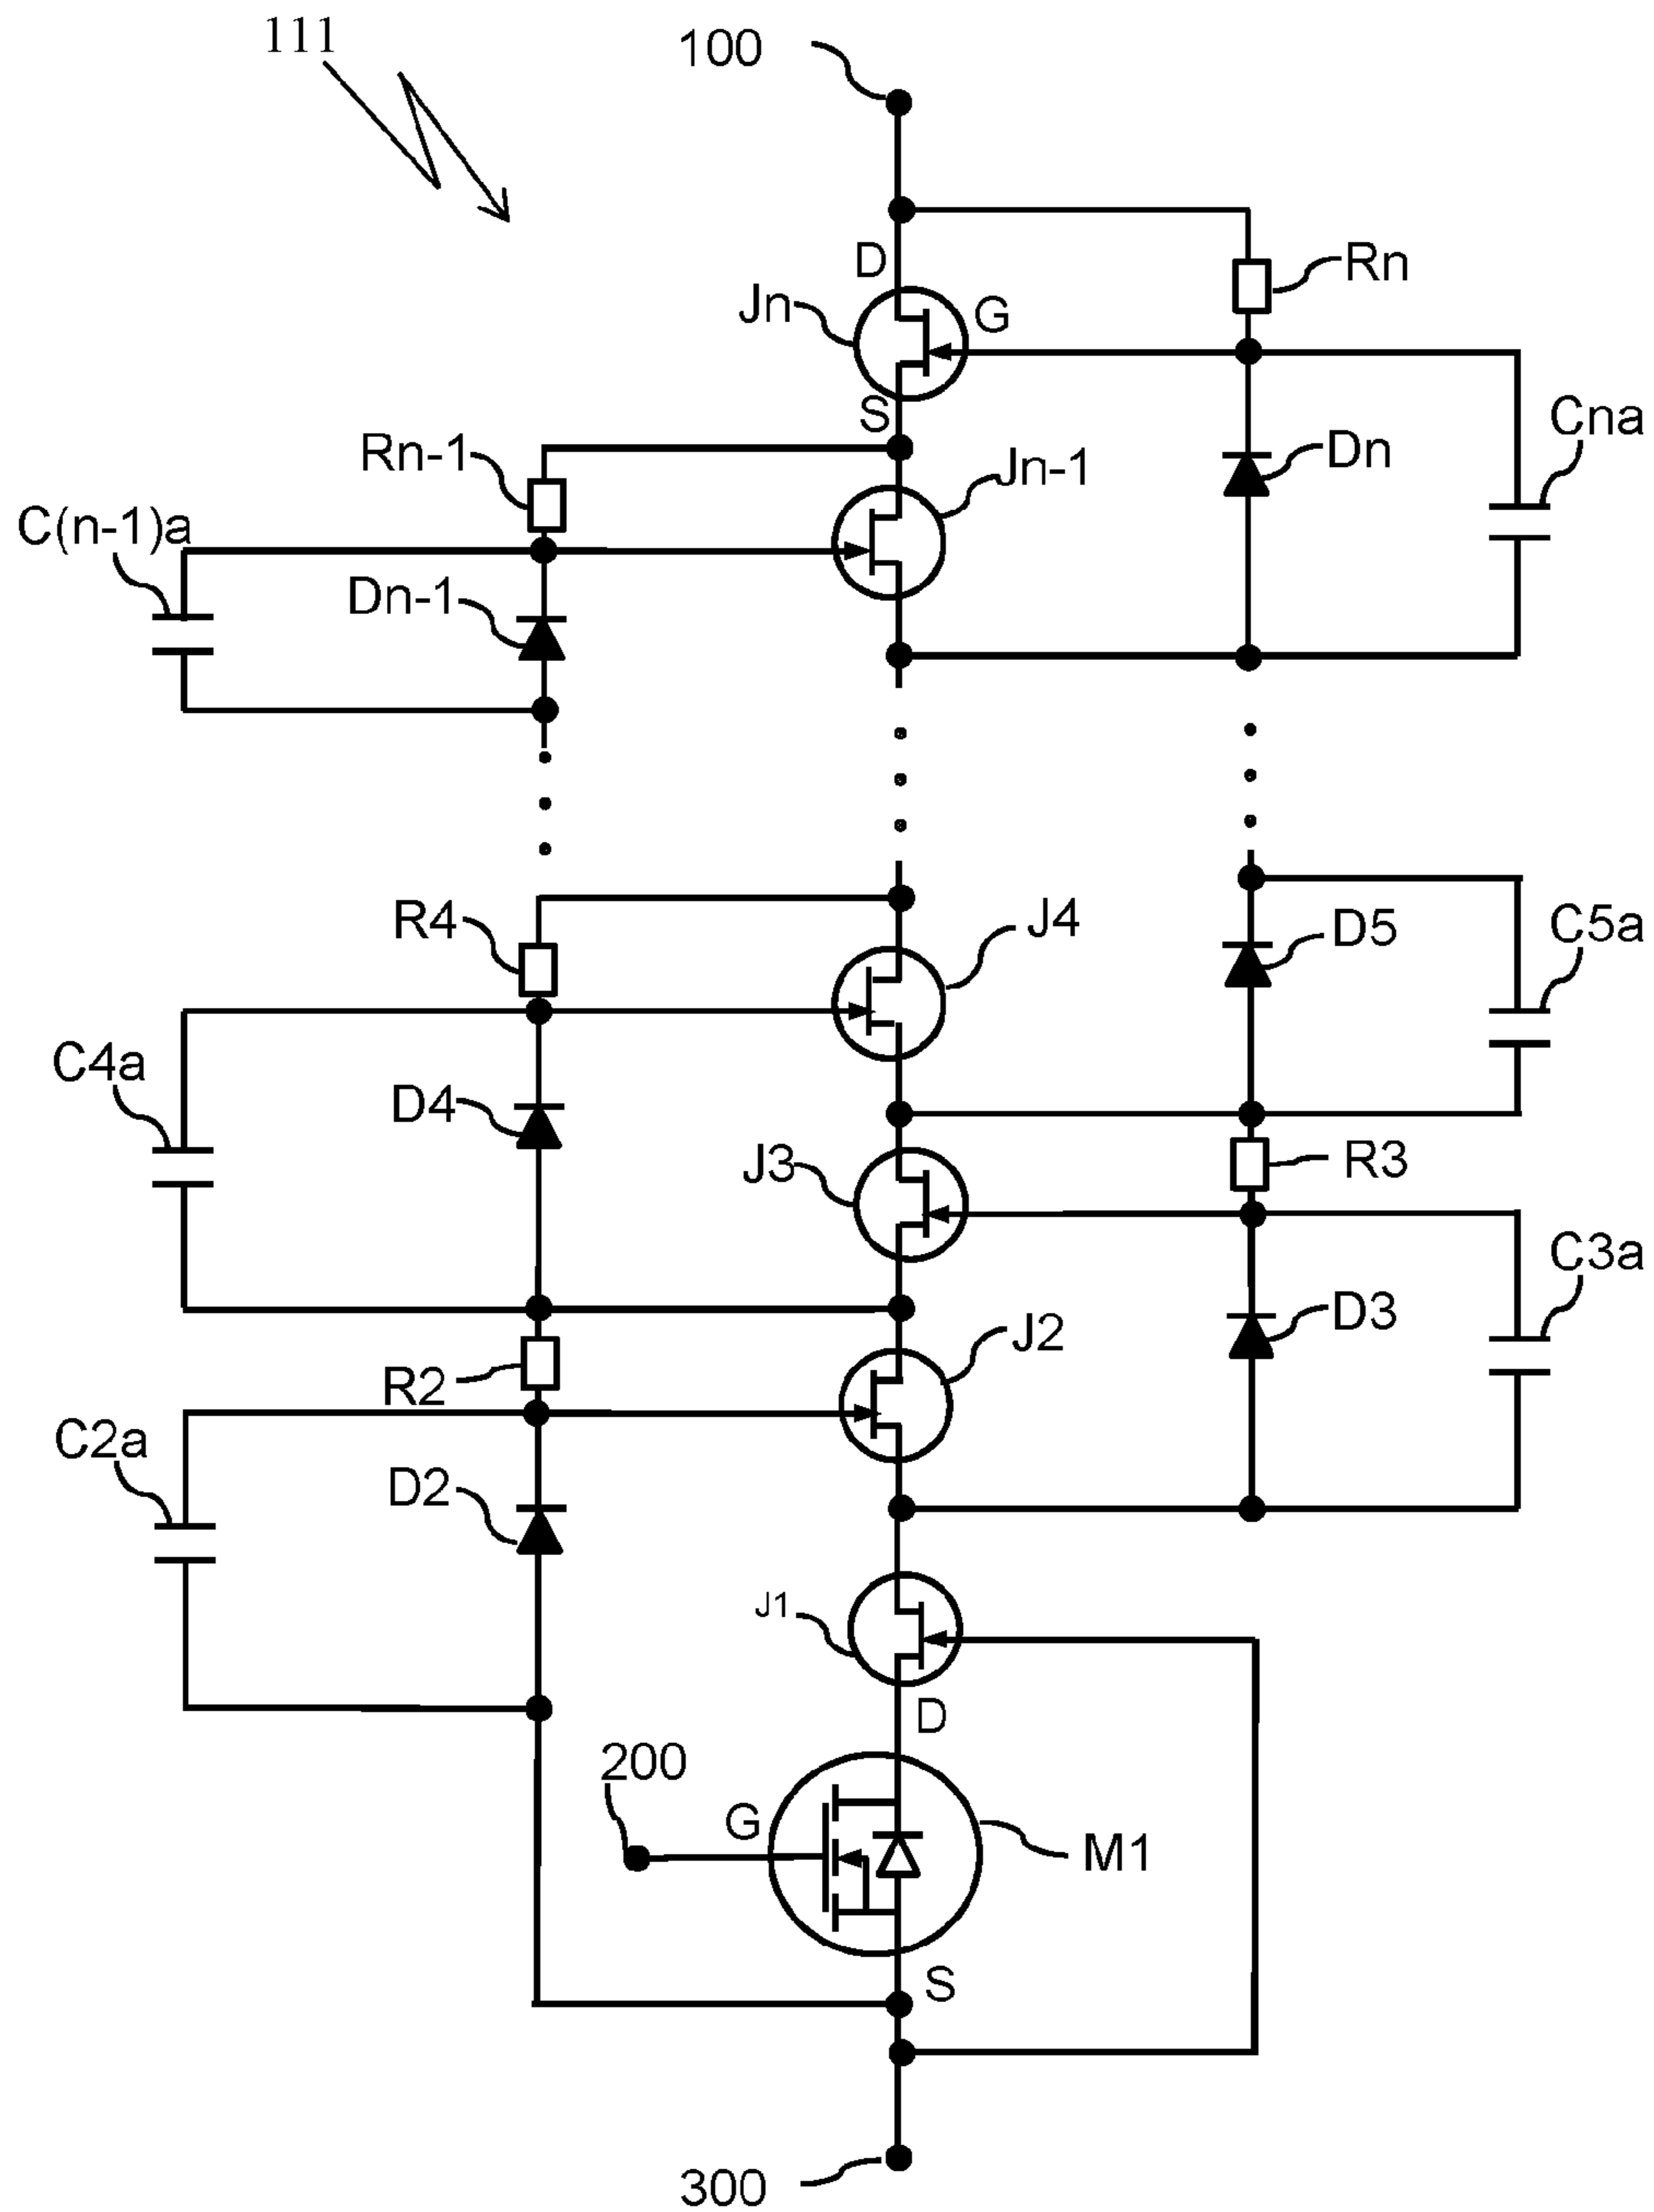 111
100
D
Rn
Jn
G
S
Cna
Rn-1
Jn-1
Dn
C(n-1)a
Dn-1
R4
J4
D5
C5a
C4a
D4
J3
R3
C3a
D3
J2
R2
C2a
D2
J1
D
200
G
M1
S
300